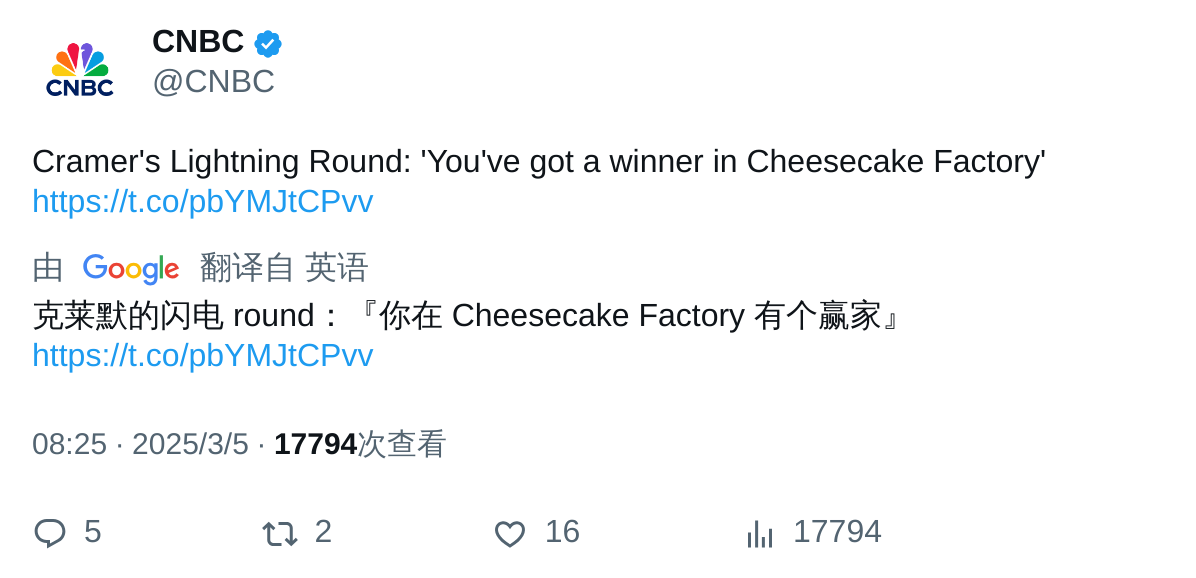 CNBC
CNBC
@CNBC
Cramer's Lightning Round: 'You've got a winner in Cheesecake Factory'
https://t.co/pbYMJtCPvv
由 Google 翻译自 英语
克莱默的闪电 round：『你在 Cheesecake Factory 有个赢家』
https://t.co/pbYMJtCPvv
08:25 · 2025/3/5 · 17794次查看
5 2 16 17794